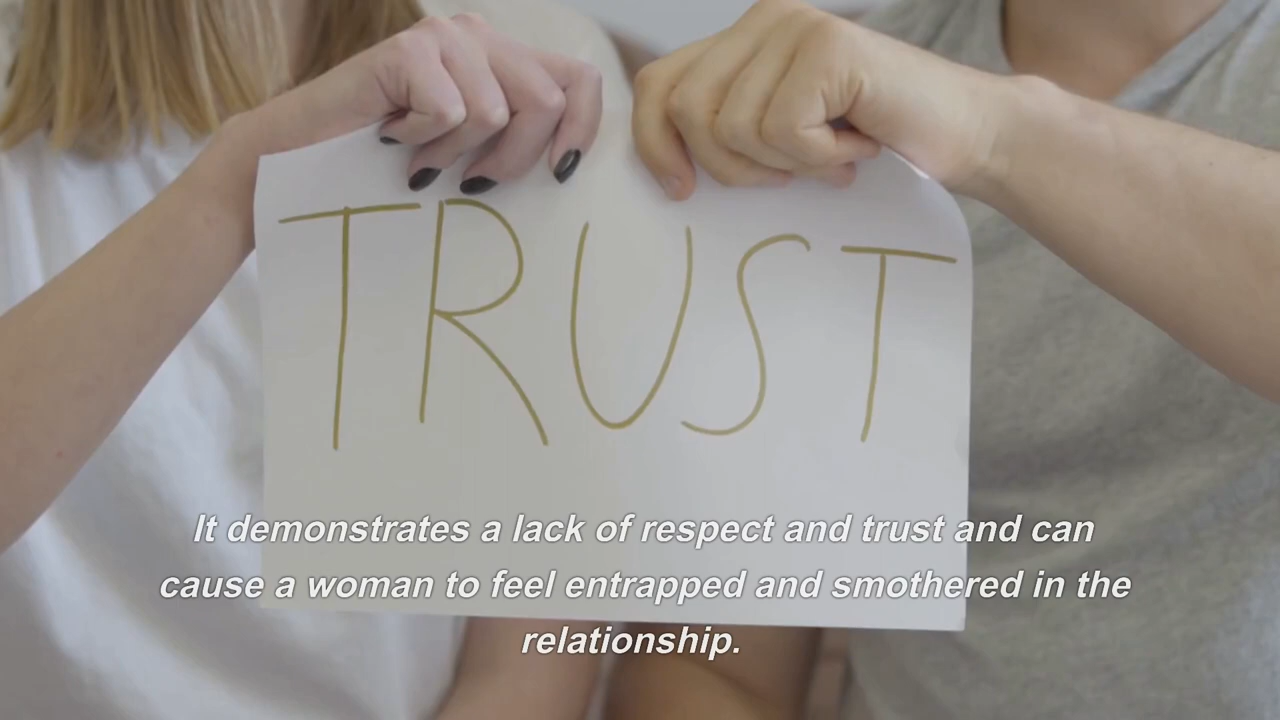 TRUST
It demonstrates a lack of respect and trust and can
cause a woman to feel entrapped and smothered in the
relationship.